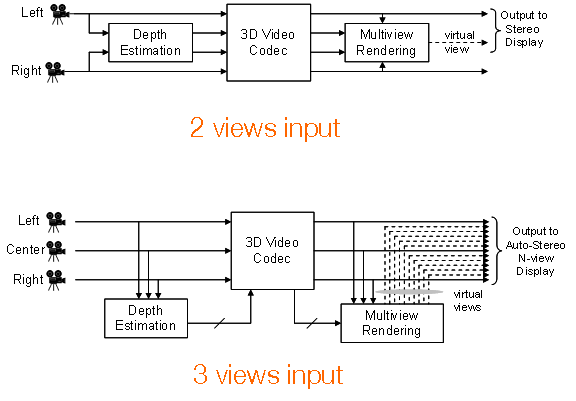 Left
Right
Depth
Estimation
3D Video
Codec
Multiview
Rendering
virtual
view
Output to
Stereo
Display
2 views input
Left
Center
Right
Depth
Estimation
3D Video
Codec
Multiview
Rendering
virtual
views
Output to
Auto-Stereo
N-view
Display
3 views input